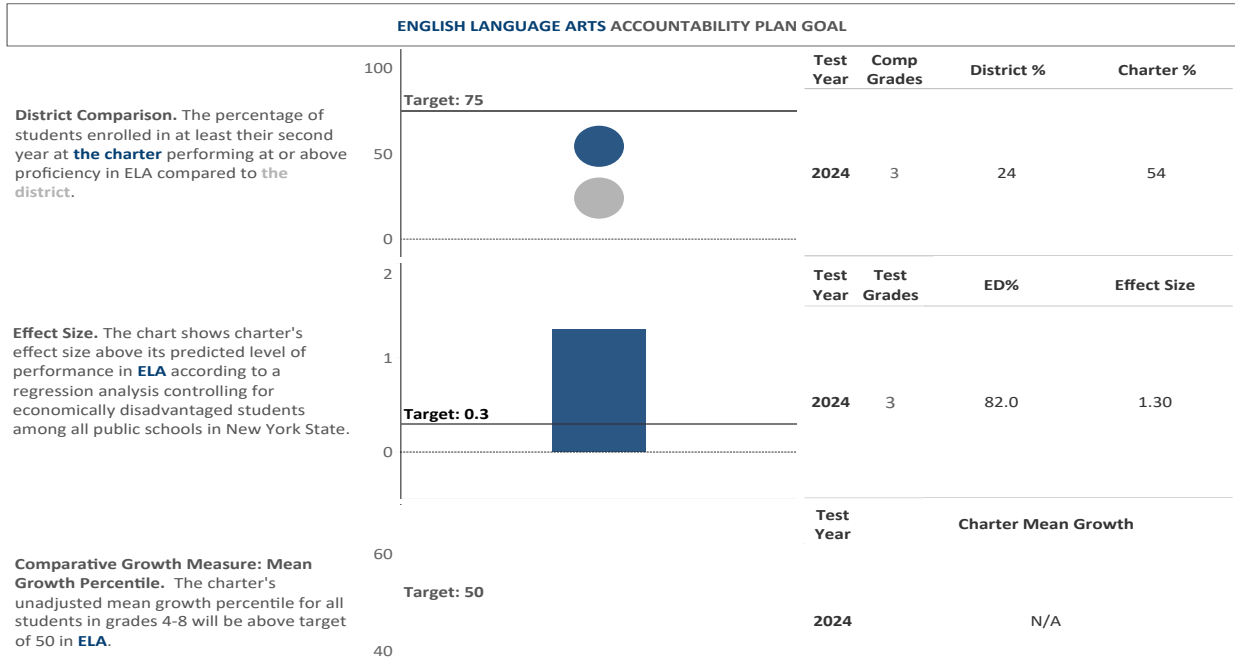 ENGLISH LANGUAGE ARTS ACCOUNTABILITY PLAN GOAL
District Comparison. The percentage of
students enrolled in at least their second
year at the charter performing at or above
proficiency in ELA compared to the
district.
100
Target: 75
50
0
Test Year Comp Grades District % Charter %
2024 3 24 54
Effect Size. The chart shows charter's
effect size above its predicted level of
performance in ELA according to a
regression analysis controlling for
economically disadvantaged students
among all public schools in New York State.
2
1
Target: 0.3
0
Test Year Test Grades ED% Effect Size
2024 3 82.0 1.30
Comparative Growth Measure: Mean
Growth Percentile. The charter's
unadjusted mean growth percentile for all
students in grades 4-8 will be above target
of 50 in ELA.
60
Target: 50
40
Test Year Charter Mean Growth
2024 N/A